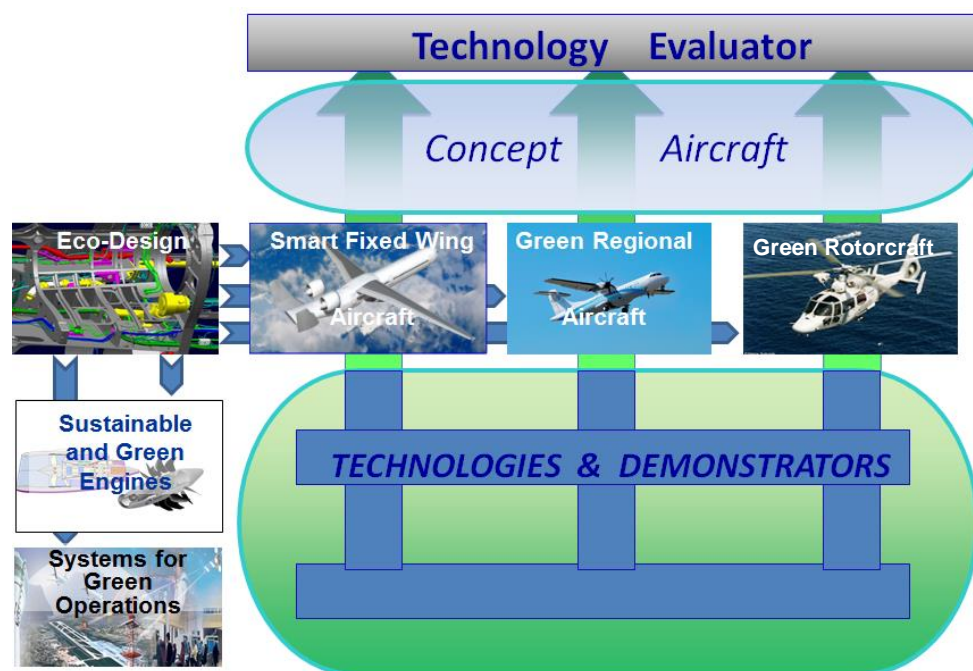 Technology Evaluator
Concept Aircraft
Eco-Design
Smart Fixed Wing
Aircraft
Green Regional
Aircraft
Green Rotorcraft
Sustainable
and Green
Engines
TECHNOLOGIES & DEMONSTRATORS
Systems for
Green
Operations